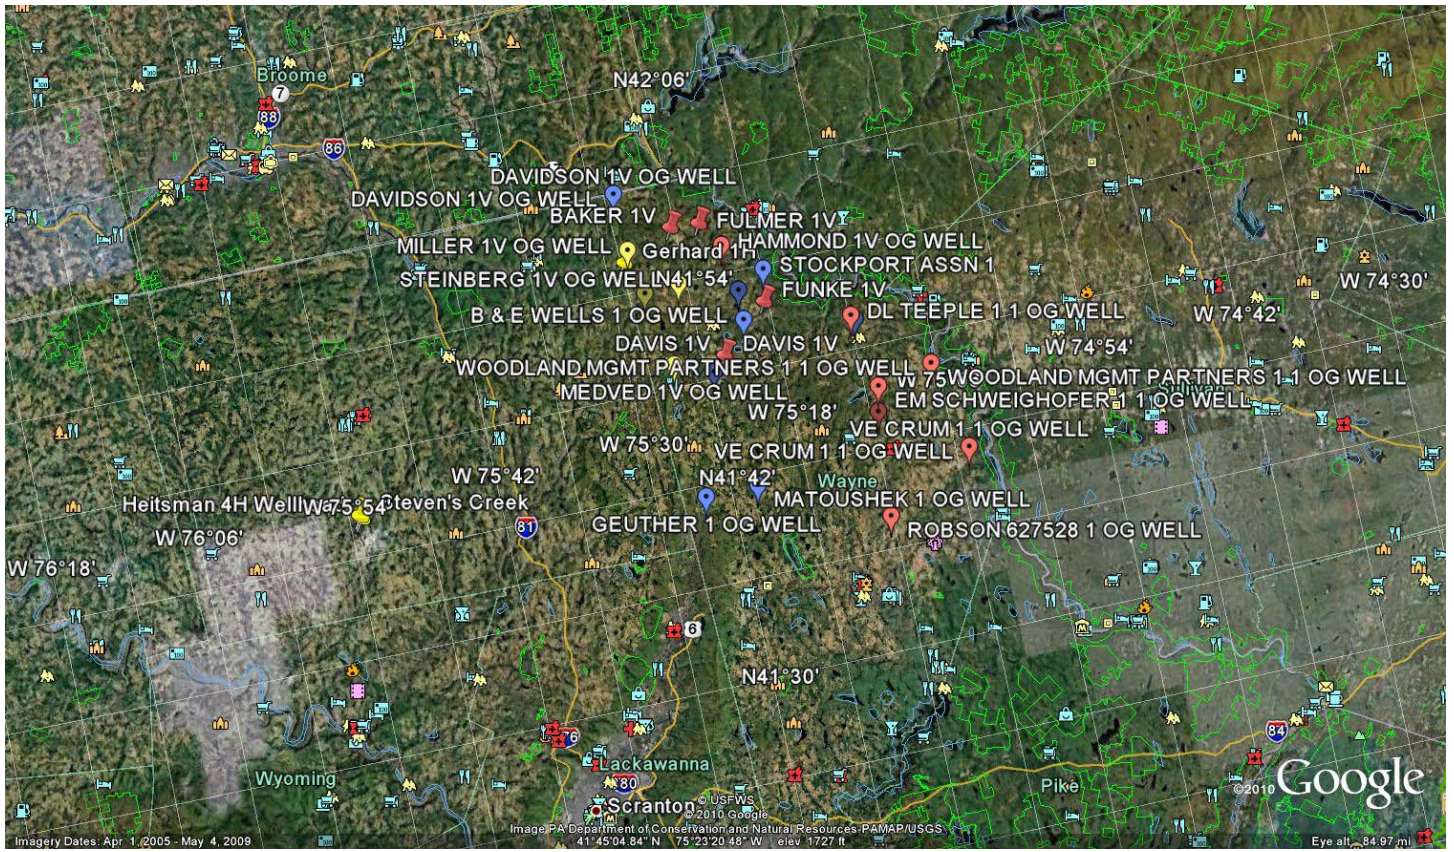 Broome
7
88
N42°06'
86
DAVIDSON 1V OG WELL
DAVIDSON 1V OG WELL
BAKER 1V
FULMER 1V
MILLER 1V OG WELL
Gerhard 1H
HAMMOND 1V OG WELL
STEINBERG 1V OG WELL
N41°54'
STOCKPORT ASSN 1
W 74°30'
FUNKE 1V
B & E WELLS 1 OG WELL
DL TEEPLE 1 1 OG WELL
W 74°42'
DAVIS 1V
DAVIS 1V
W 74°54'
WOODLAND MGMT PARTNERS 1 1 OG WELL
WOODLAND MGMT PARTNERS 1 1 OG WELL
MEDVED 1V OG WELL
Sullivan
EM SCHWEIGHOFER 1 1 OG WELL
W 75°18'
VE CRUM 1 1 OG WELL
W 75°30'
VE CRUM 1 1 OG WELL
W 75°42'
N41°42'
Wayne
Heitsman 4H Well
W 75°54'
Steven's Creek
MATOUSHEK 1 OG WELL
81
GEUTHER 1 OG WELL
ROBSON 627528 1 OG WELL
W 76°06'
W 76°18'
6
N41°30'
84
Lackawanna
Wyoming
80
Pike
Scranton
© USFWS
© 2010 Google
Image PA Department of Conservation and Natural Resources-PAMAP/USGS
©2010 Google
Imagery Dates: Apr 1, 2005 - May 4, 2009
41°45'04.84" N 75°23'20.48" W elev 1727 ft
Eye alt 84.97 mi